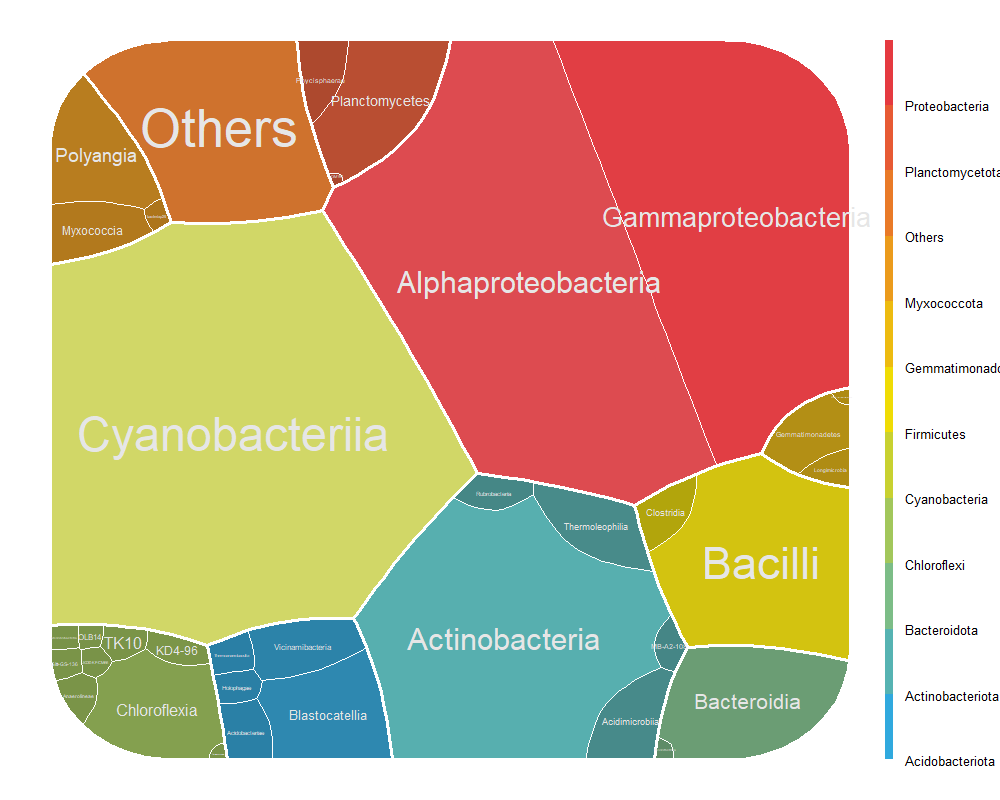 Phycisphaerae
Planctomycetes
Others
Polyangia
Myxococcia
Gammaproteobacteria
Alphaproteobacteria
Cyanobacteriia
Gemmatimonadetes
Longimicrobia
Rubrobacteria
Thermoleophilia
Clostridia
Bacilli
Actinobacteria
MB-A2-108
Acidimicrobiia
Bacteroidia
OLB14
TK10
KD4-96
Anaerolineae
Chloroflexia
Vicinamibacteria
Holophagae
Blastocatellia
Acidobacteriae
Proteobacteria
Planctomycetota
Others
Myxococcota
Gemmatimonado
Firmicutes
Cyanobacteria
Chloroflexi
Bacteroidota
Actinobacteriota
Acidobacteriota